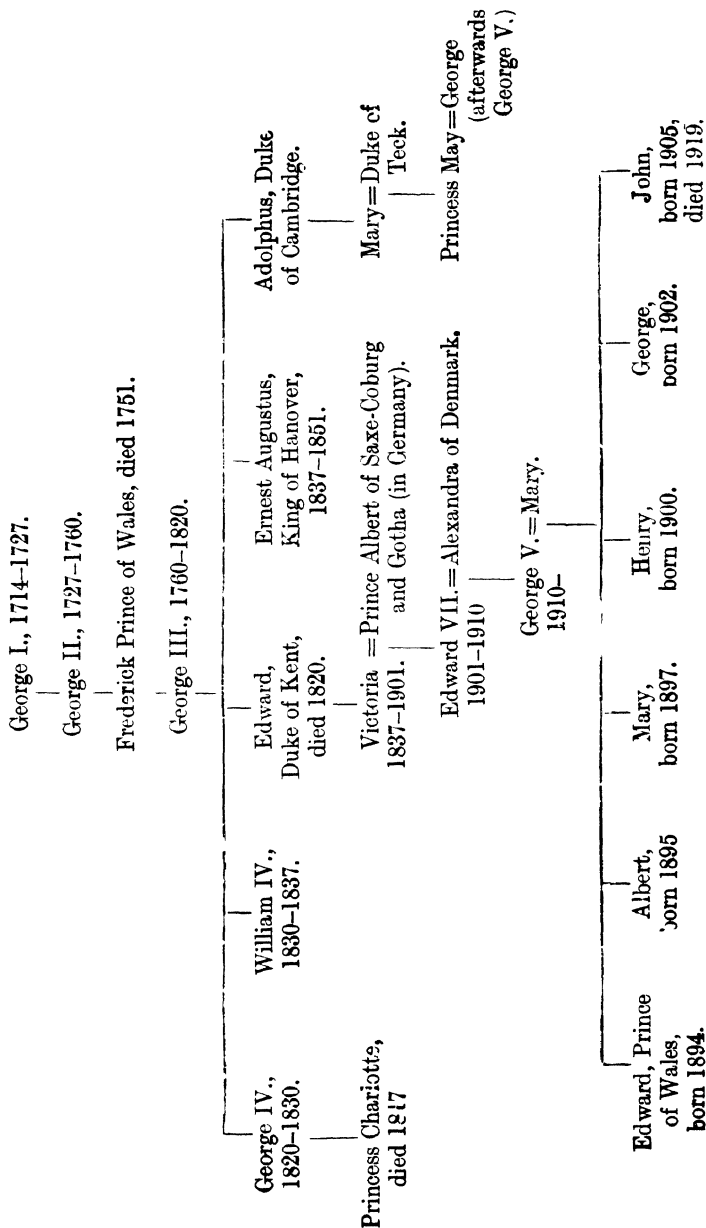 George I., 1714–1727.
George II., 1727–1760.
Frederick Prince of Wales, died 1751.
George III., 1760–1820.
George IV.,
1820–1830.
William IV.,
1830–1837.
Edward,
Duke of Kent,
died 1820.
Ernest Augustus,
King of Hanover,
1837–1851.
Adolphus, Duke
of Cambridge.
Princess Charlotte,
died 1817
Victoria =Prince Albert of Saxe-Coburg
1837–1901. and Gotha (in Germany).
Mary=Duke of
Teck.
Edward VII.=Alexandra of Denmark.
1901–1910
Princess May=George
(afterwards
George V.)
George V.=Mary.
1910–
Edward, Prince
of Wales,
born 1894.
Albert,
born 1895
Mary,
born 1897.
Henry,
born 1900.
George,
born 1902.
John,
born 1905,
died 1919.